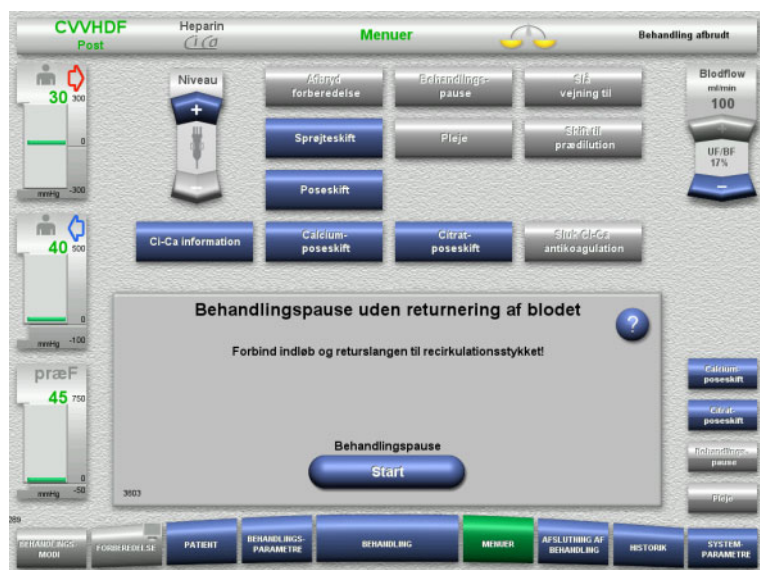 CVVHDF
Post
Heparin
Ci Ca
Menuer
Behandling afbrudt
30
300
0
mmHg
-300
Niveau
+
Afbryd
forberedelse
Behandlings-
pause
Slå
vejning til
Blodflow
ml/min
100
+
UF/BF
17%
–
Sprøjteskift
Pleje
Skift til
prædilution
Poseskift
–
Ci-Ca information
Calcium-
poseskift
Citrat-
poseskift
Sluk Ci-Ca
antikoagulation
40
500
0
mmHg
-100
Behandlingspause uden returnering af blodet
?
Forbind indløb og returslangen til recirkulationsstykket!
præF
45
750
0
mmHg
-50
Behandlingspause
Start
3603
Calcium-
poseskift
Citrat-
poseskift
Behandlings-
pause
Pleje
BEHANDLINGS-
MODI
FORBEREDELSE
PATIENT
BEHANDLINGS-
PARAMETRE
BEHANDLING
MENUER
AFSLUTNING AF
BEHANDLING
HISTORIK
SYSTEM-
PARAMETRE